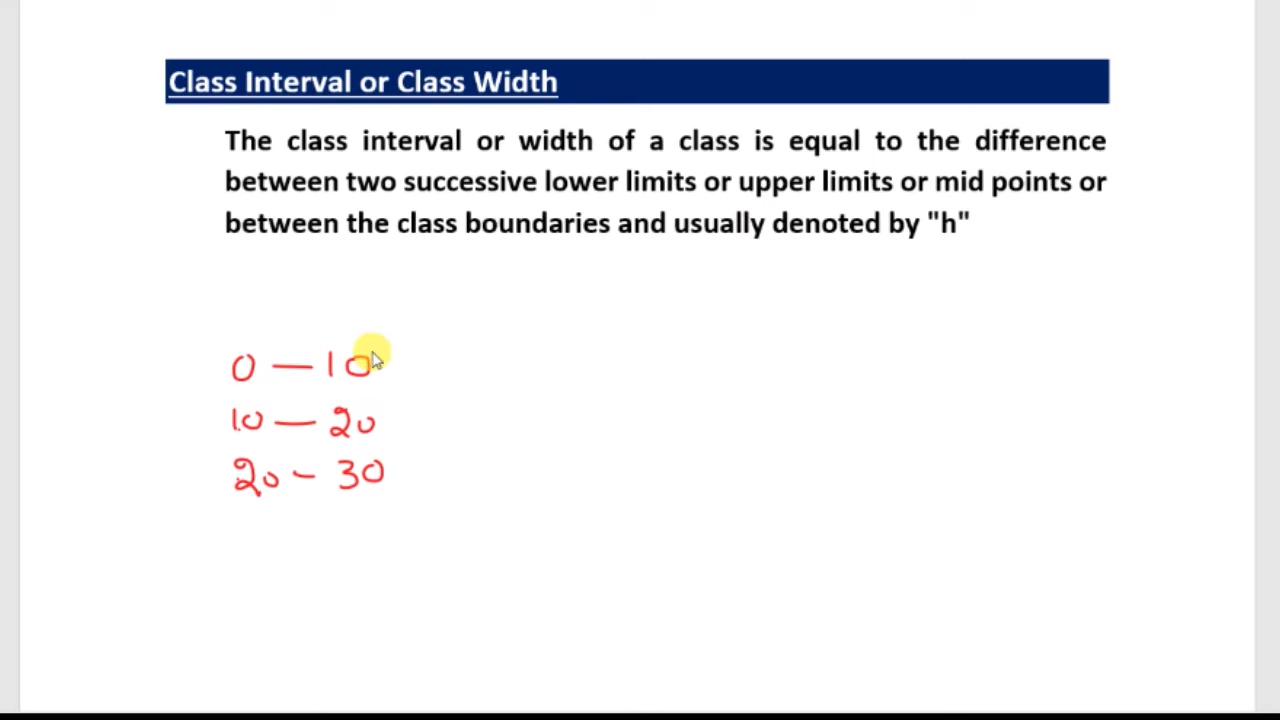 Class Interval or Class Width
The class interval or width of a class is equal to the difference
between two successive lower limits or upper limits or mid points or
between the class boundaries and usually denoted by "h"
0 — 10
10 — 20
20 - 30